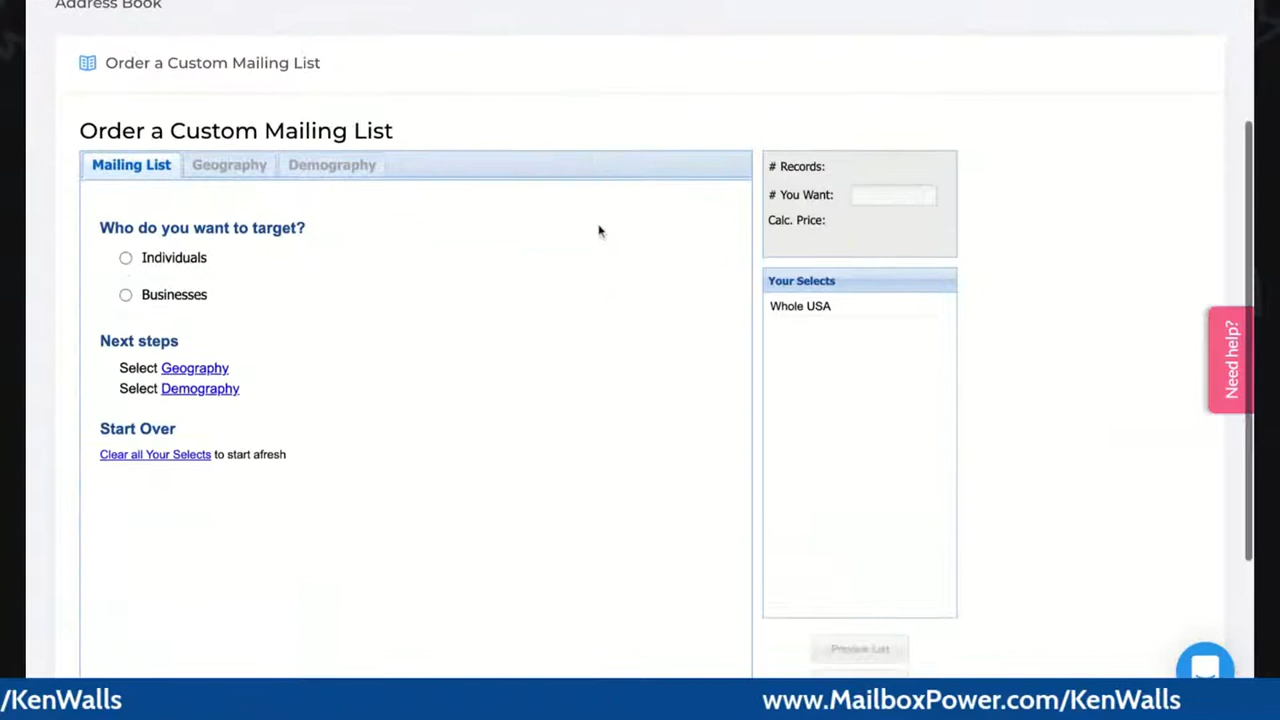 Address Book
Order a Custom Mailing List
Order a Custom Mailing List
Mailing List Geography Demography
Who do you want to target?
Individuals
Businesses
Next steps
Select Geography
Select Demography
Start Over
Clear all Your Selects to start afresh
# Records:
# You Want:
Calc. Price:
Your Selects
Whole USA
Preview List
Need help?
/KenWalls
www.MailboxPower.com/KenWalls